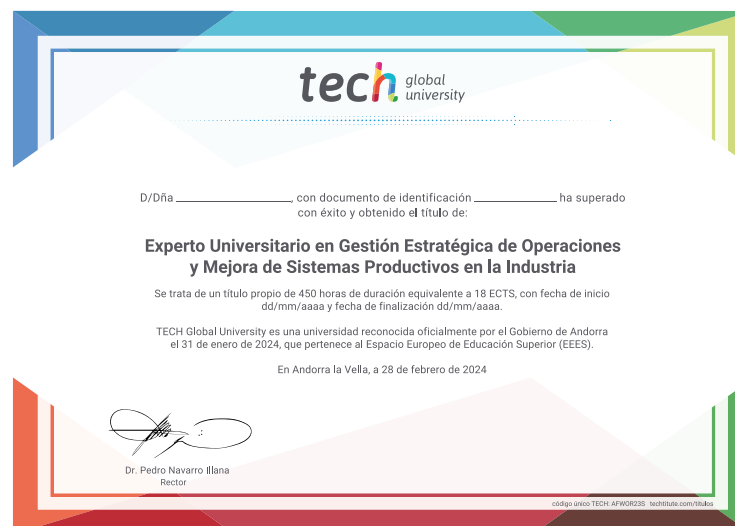 tech global university
D/Dña ______________, con documento de identificación ______________ ha superado
con éxito y obtenido el título de:
Experto Universitario en Gestión Estratégica de Operaciones
y Mejora de Sistemas Productivos en la Industria
Se trata de un título propio de 450 horas de duración equivalente a 18 ECTS, con fecha de inicio
dd/mm/aaaa y fecha de finalización dd/mm/aaaa.
TECH Global University es una universidad reconocida oficialmente por el Gobierno de Andorra
el 31 de enero de 2024, que pertenece al Espacio Europeo de Educación Superior (EEES).
En Andorra la Vella, a 28 de febrero de 2024
Dr. Pedro Navarro Illana
Rector
código único TECH: AFWOR23S techtitute.com/titulos